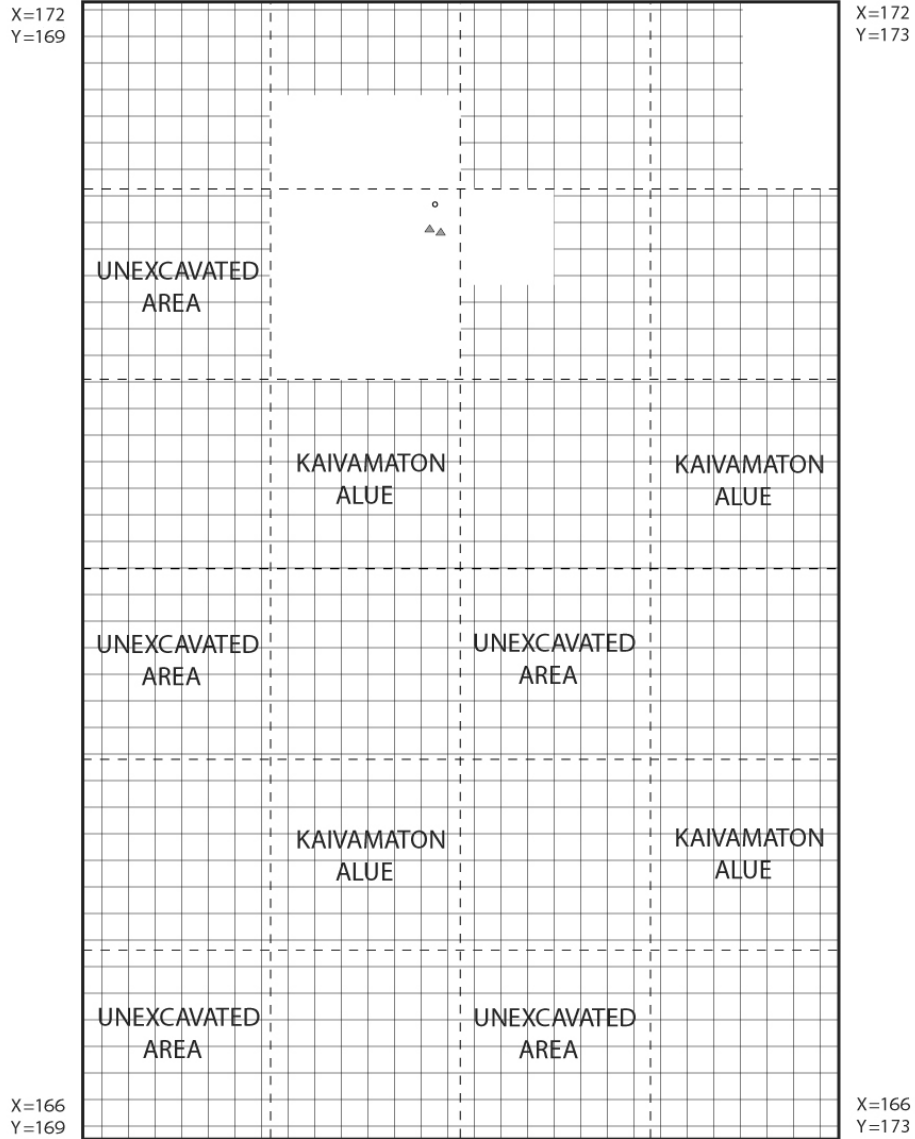 X=172
Y=169
X=172
Y=173
UNEXCAVATED
AREA
KAIVAMATON
ALUE
KAIVAMATON
ALUE
UNEXCAVATED
AREA
UNEXCAVATED
AREA
KAIVAMATON
ALUE
KAIVAMATON
ALUE
UNEXCAVATED
AREA
UNEXCAVATED
AREA
X=166
Y=169
X=166
Y=173